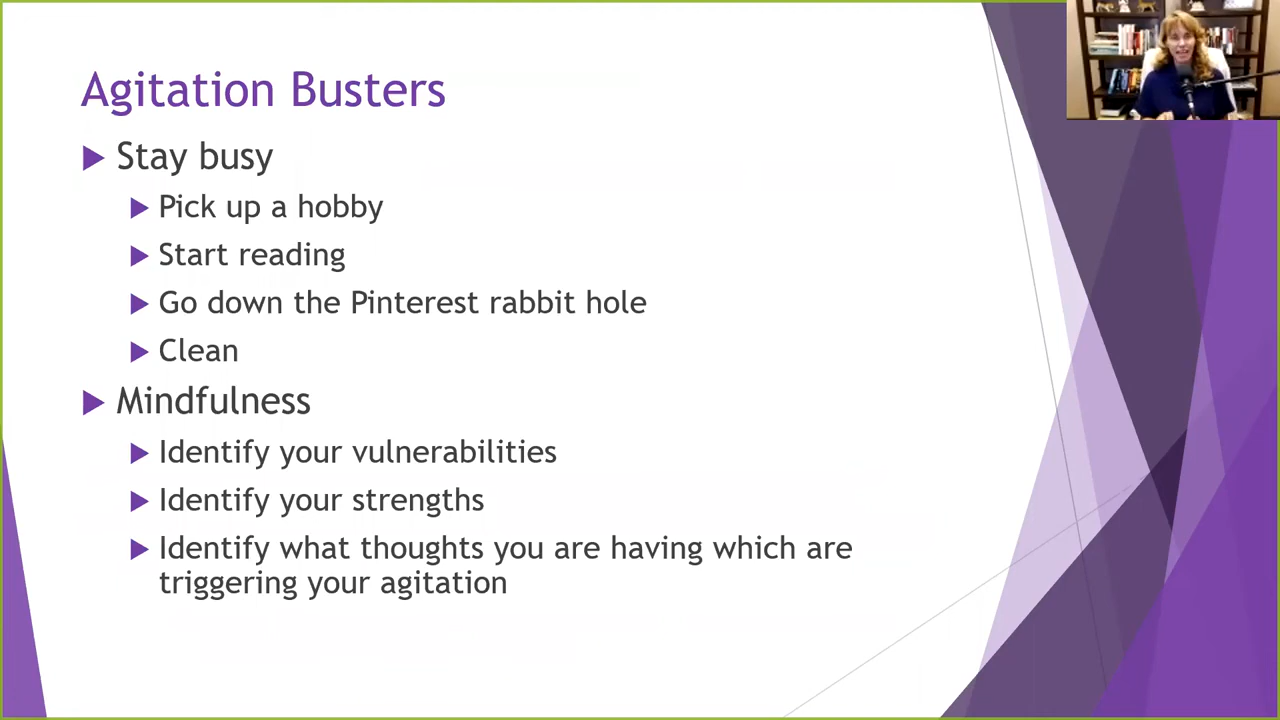 Agitation Busters
Stay busy
Pick up a hobby
Start reading
Go down the Pinterest rabbit hole
Clean
Mindfulness
Identify your vulnerabilities
Identify your strengths
Identify what thoughts you are having which are
triggering your agitation